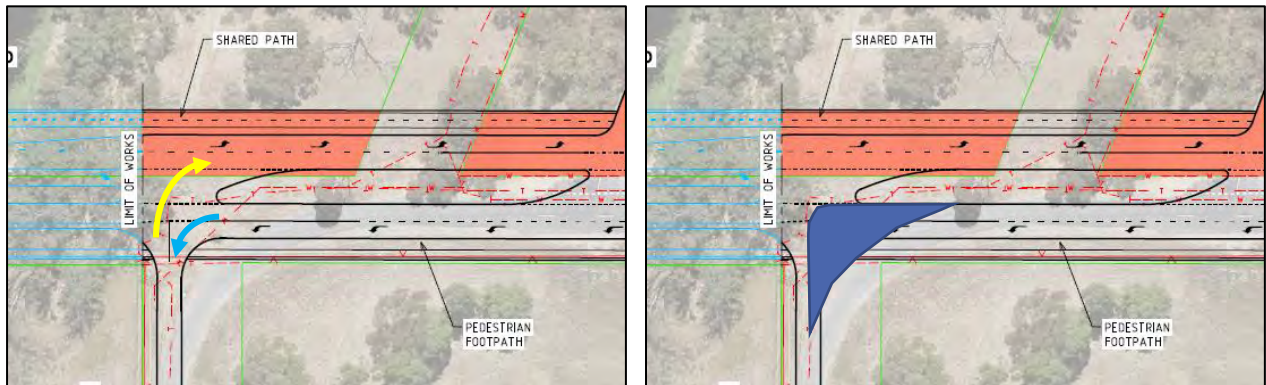 SHARED PATH
LIMIT OF WORKS
PEDESTRIAN
FOOTPATH
SHARED PATH
LIMIT OF WORKS
PEDESTRIAN
FOOTPATH